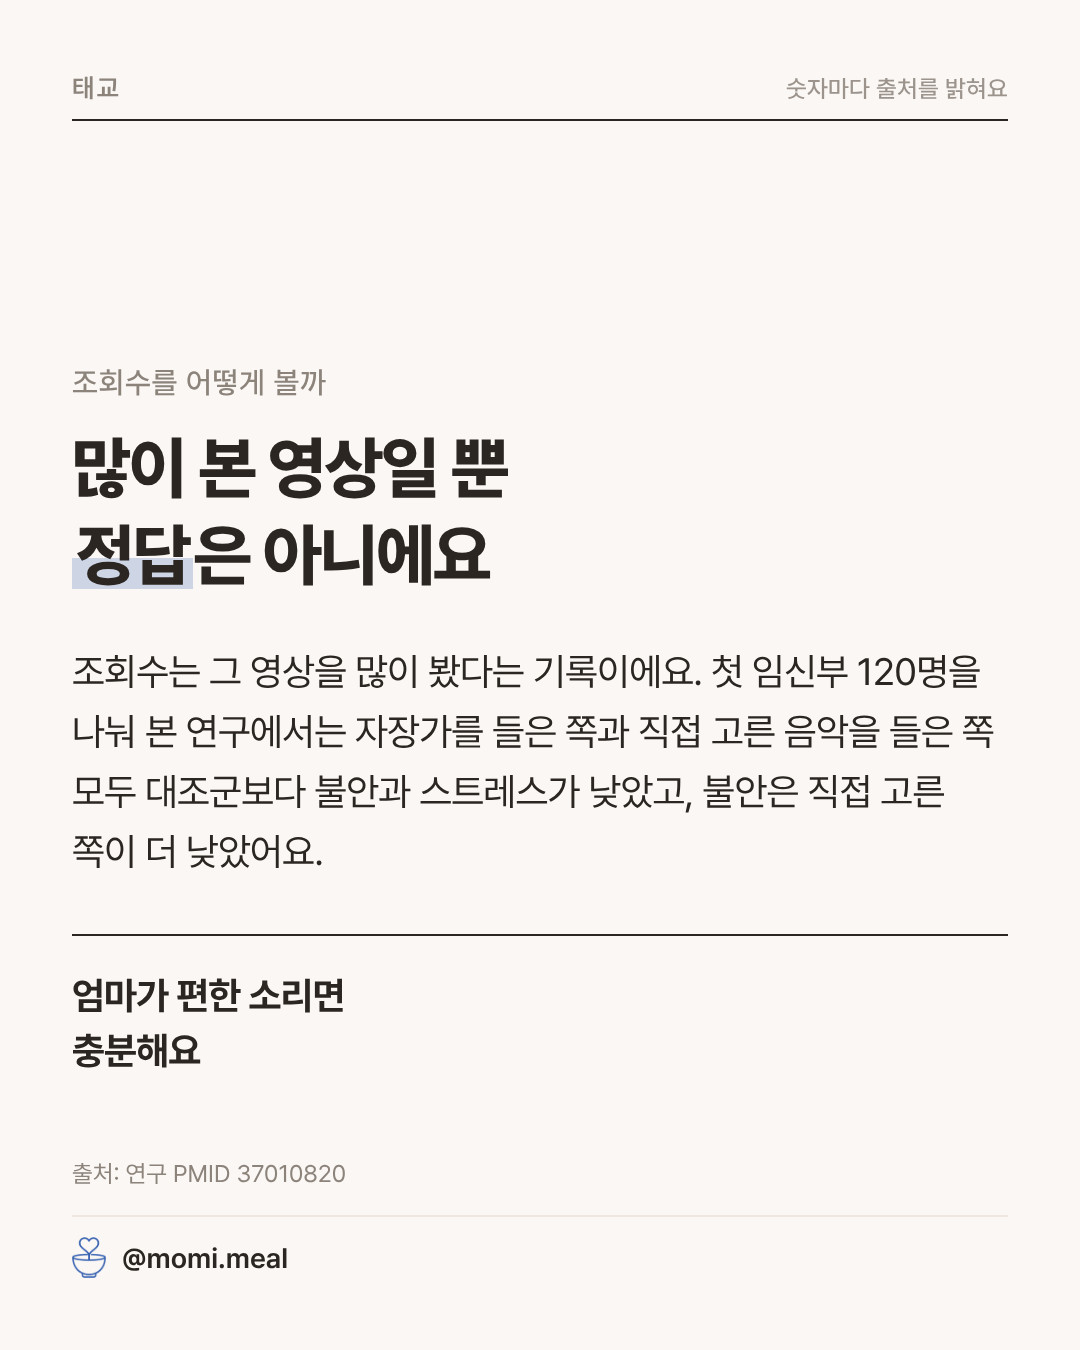 태교
숫자마다 출처를 밝혀요
조회수를 어떻게 볼까
많이 본 영상일 뿐
정답은 아니에요
조회수는 그 영상을 많이 봤다는 기록이에요. 첫 임신부 120명을
나눠 본 연구에서는 자장가를 들은 쪽과 직접 고른 음악을 들은 쪽
모두 대조군보다 불안과 스트레스가 낮았고, 불안은 직접 고른
쪽이 더 낮았어요.
엄마가 편한 소리면
충분해요
출처: 연구 PMID 37010820
@momi.meal